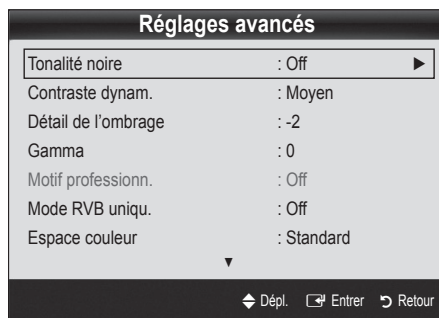 Réglages avancés
Tonalité noire : Off ▶
Contraste dynam. : Moyen
Détail de l'ombrage : -2
Gamma : 0
Motif professionn. : Off
Mode RVB uniqu. : Off
Espace couleur : Standard
▼
Dépl. Entrer Retour